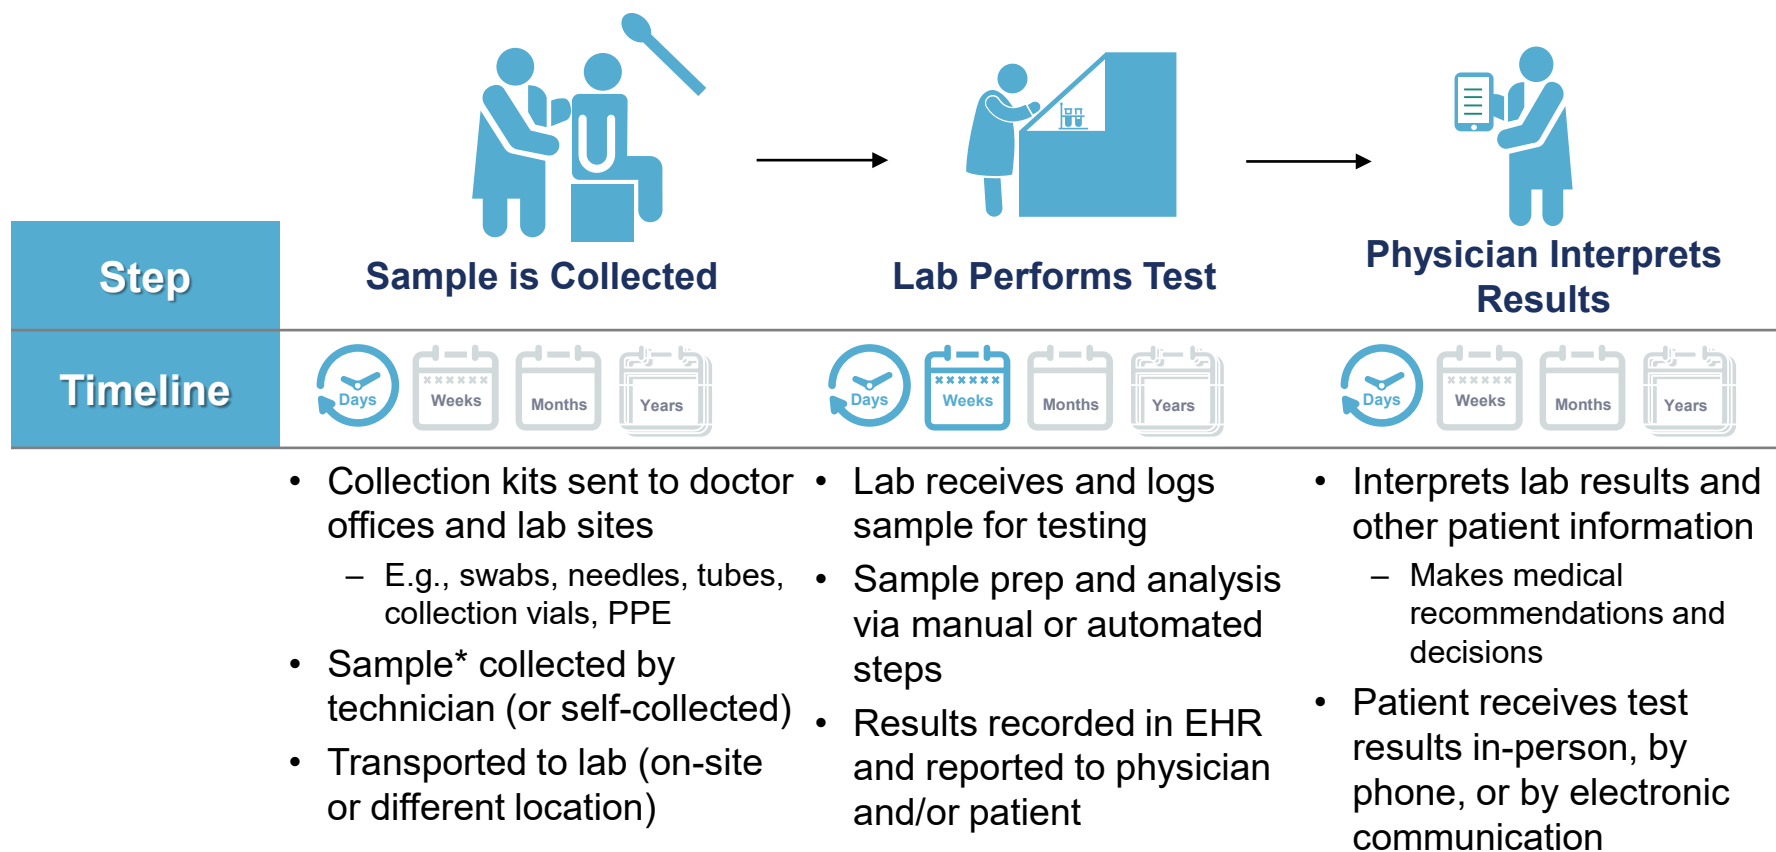 Step
Sample is Collected
Lab Performs Test
Physician Interprets
Results
Timeline
Days
Weeks
Months
Years
Days
Weeks
Months
Years
Days
Weeks
Months
Years
• Collection kits sent to doctor
offices and lab sites
– E.g., swabs, needles, tubes,
collection vials, PPE
• Sample* collected by
technician (or self-collected)
• Transported to lab (on-site
or different location)
• Lab receives and logs
sample for testing
• Sample prep and analysis
via manual or automated
steps
• Results recorded in EHR
and reported to physician
and/or patient
• Interprets lab results and
other patient information
– Makes medical
recommendations and
decisions
• Patient receives test
results in-person, by
phone, or by electronic
communication